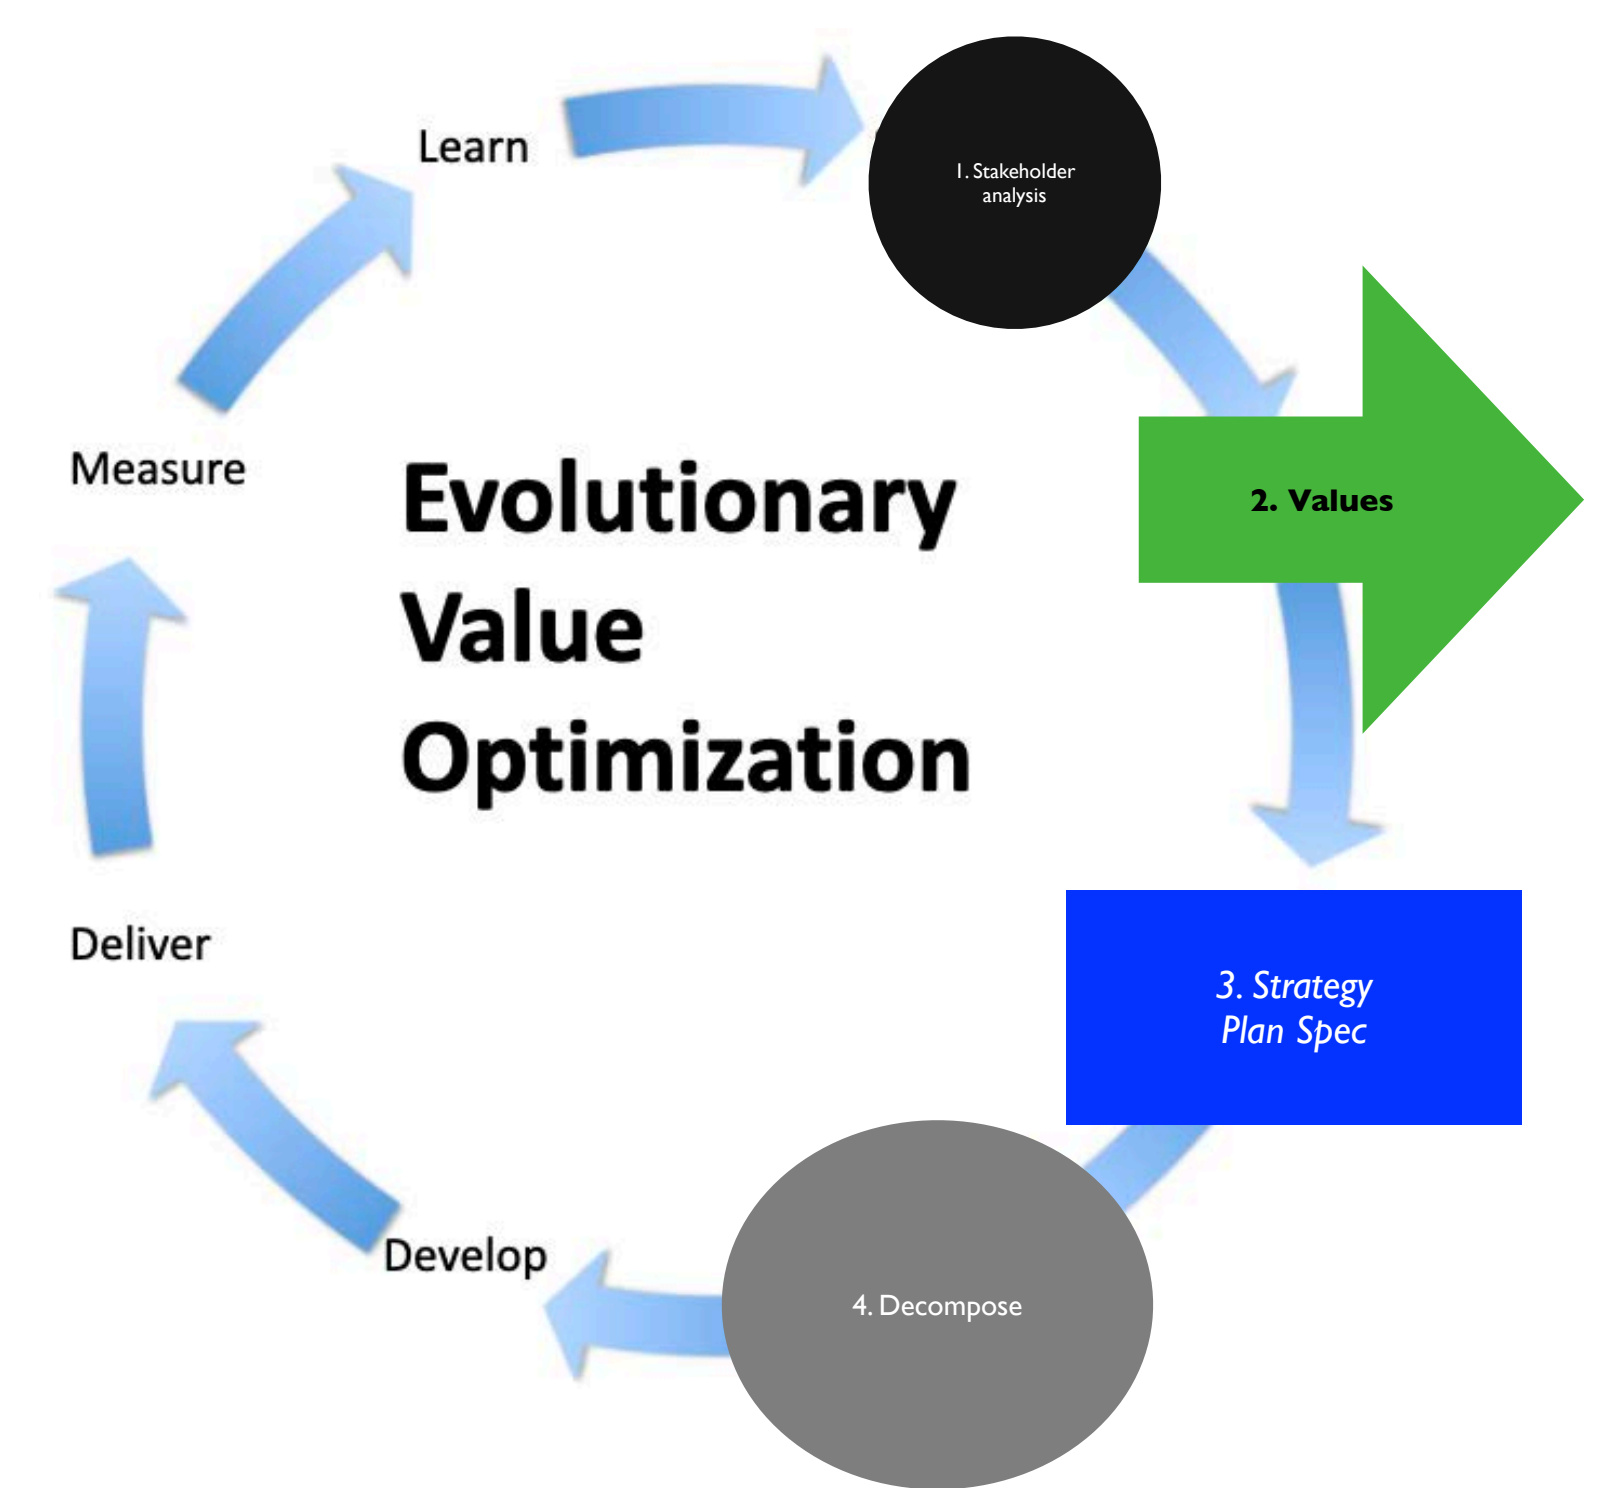 Learn
1. Stakeholder
analysis
2. Values
Measure
Evolutionary
Value
Optimization
Deliver
3. Strategy
Plan Spec
Develop
4. Decompose